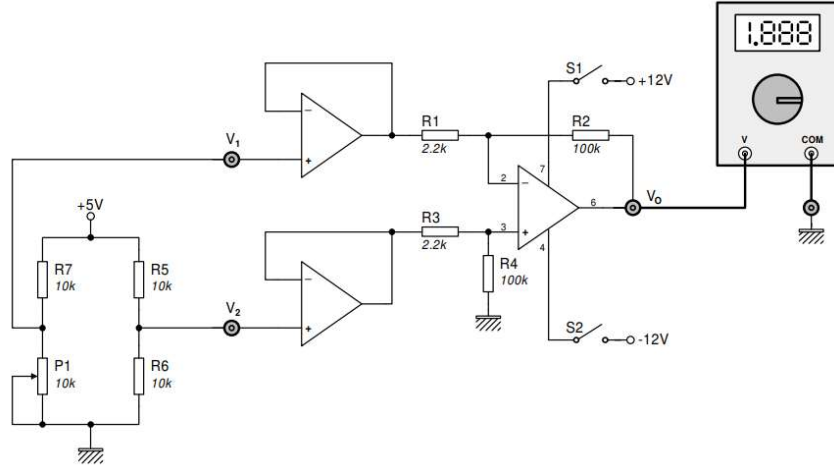 1.888
S1
+12V
V COM
R1
2.2k
R2
100k
V1
−
+
7
2 −
3 +
6
4
VO
+5V
R7
10k
R5
10k
R3
2.2k
R4
100k
V2
−
+
P1
10k
R6
10k
S2
-12V